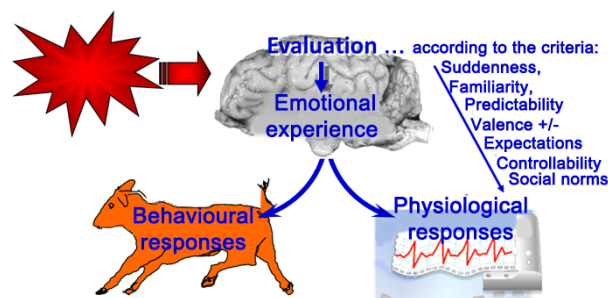 Evaluation ... according to the criteria:
Suddenness,
Familiarity,
Predictability
Valence +/-
Expectations
Controllability
Social norms
Emotional
experience
Behavioural
responses
Physiological
responses